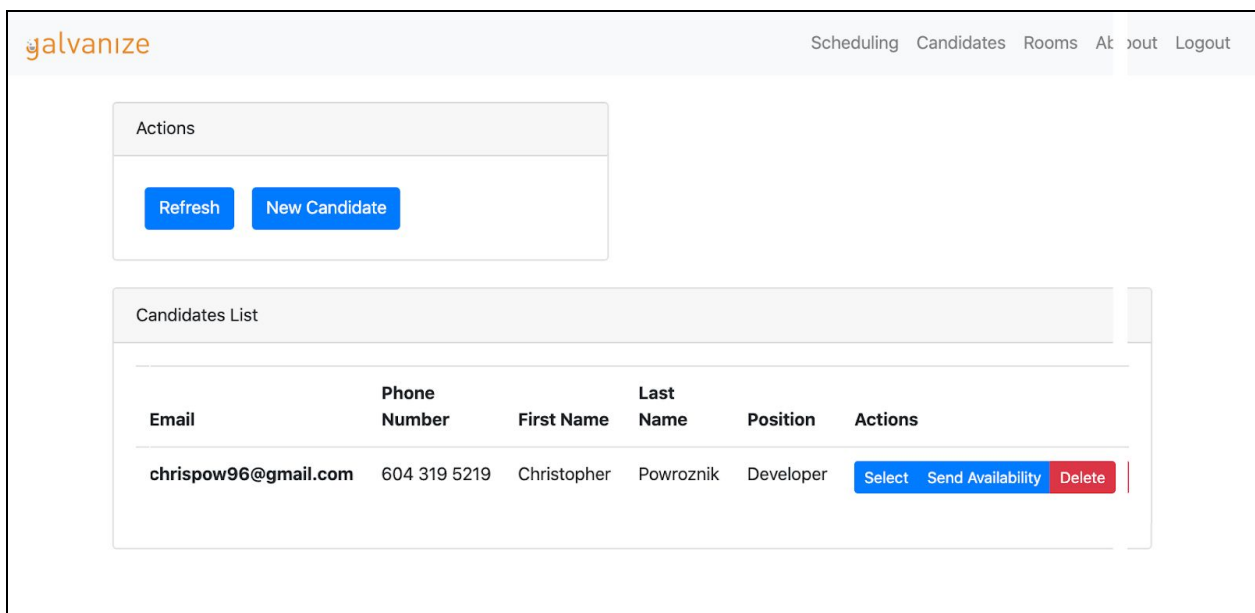 galvanize
Scheduling Candidates Rooms About Logout
Actions
Refresh New Candidate
Candidates List
Email Phone Number First Name Last Name Position Actions
chrispow96@gmail.com 604 319 5219 Christopher Powroznik Developer Select Send Availability Delete